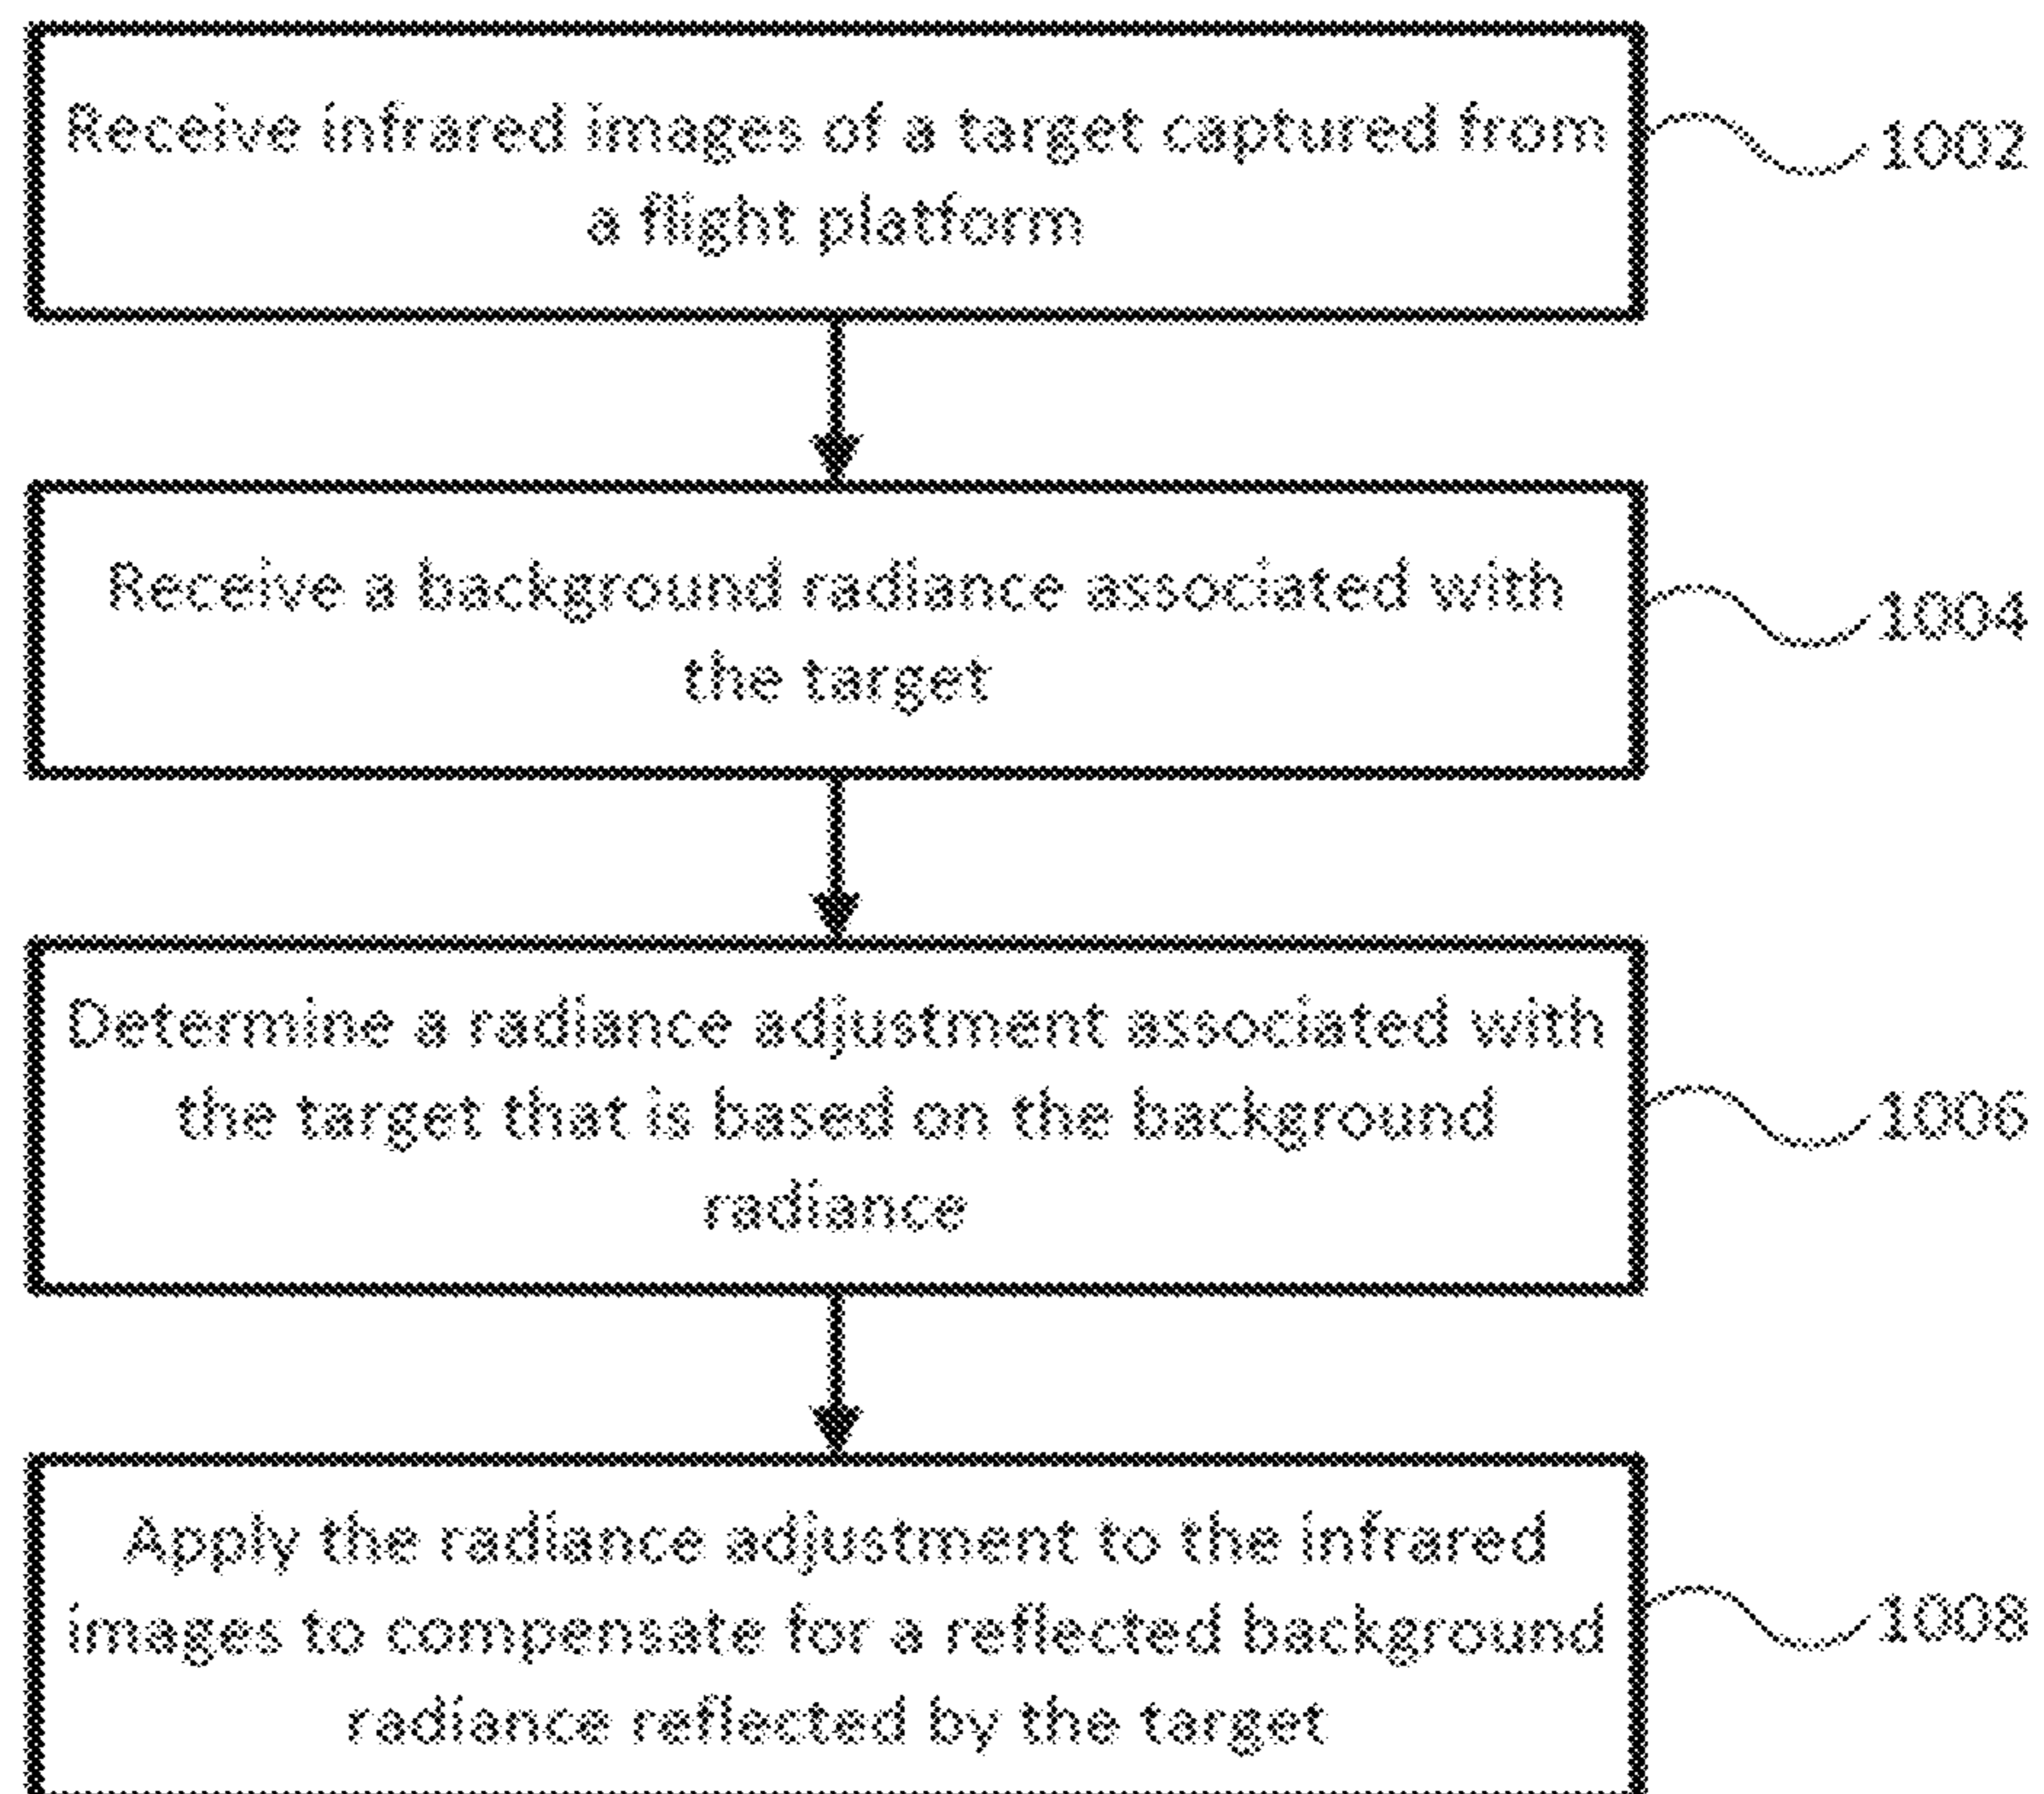 Receive infrared images of a target captured from
a flight platform
1002
Receive a background radiance associated with
the target
1004
Determine a radiance adjustment associated with
the target that is based on the background
radiance
1006
Apply the radiance adjustment to the infrared
images to compensate for a reflected background
radiance reflected by the target
1008